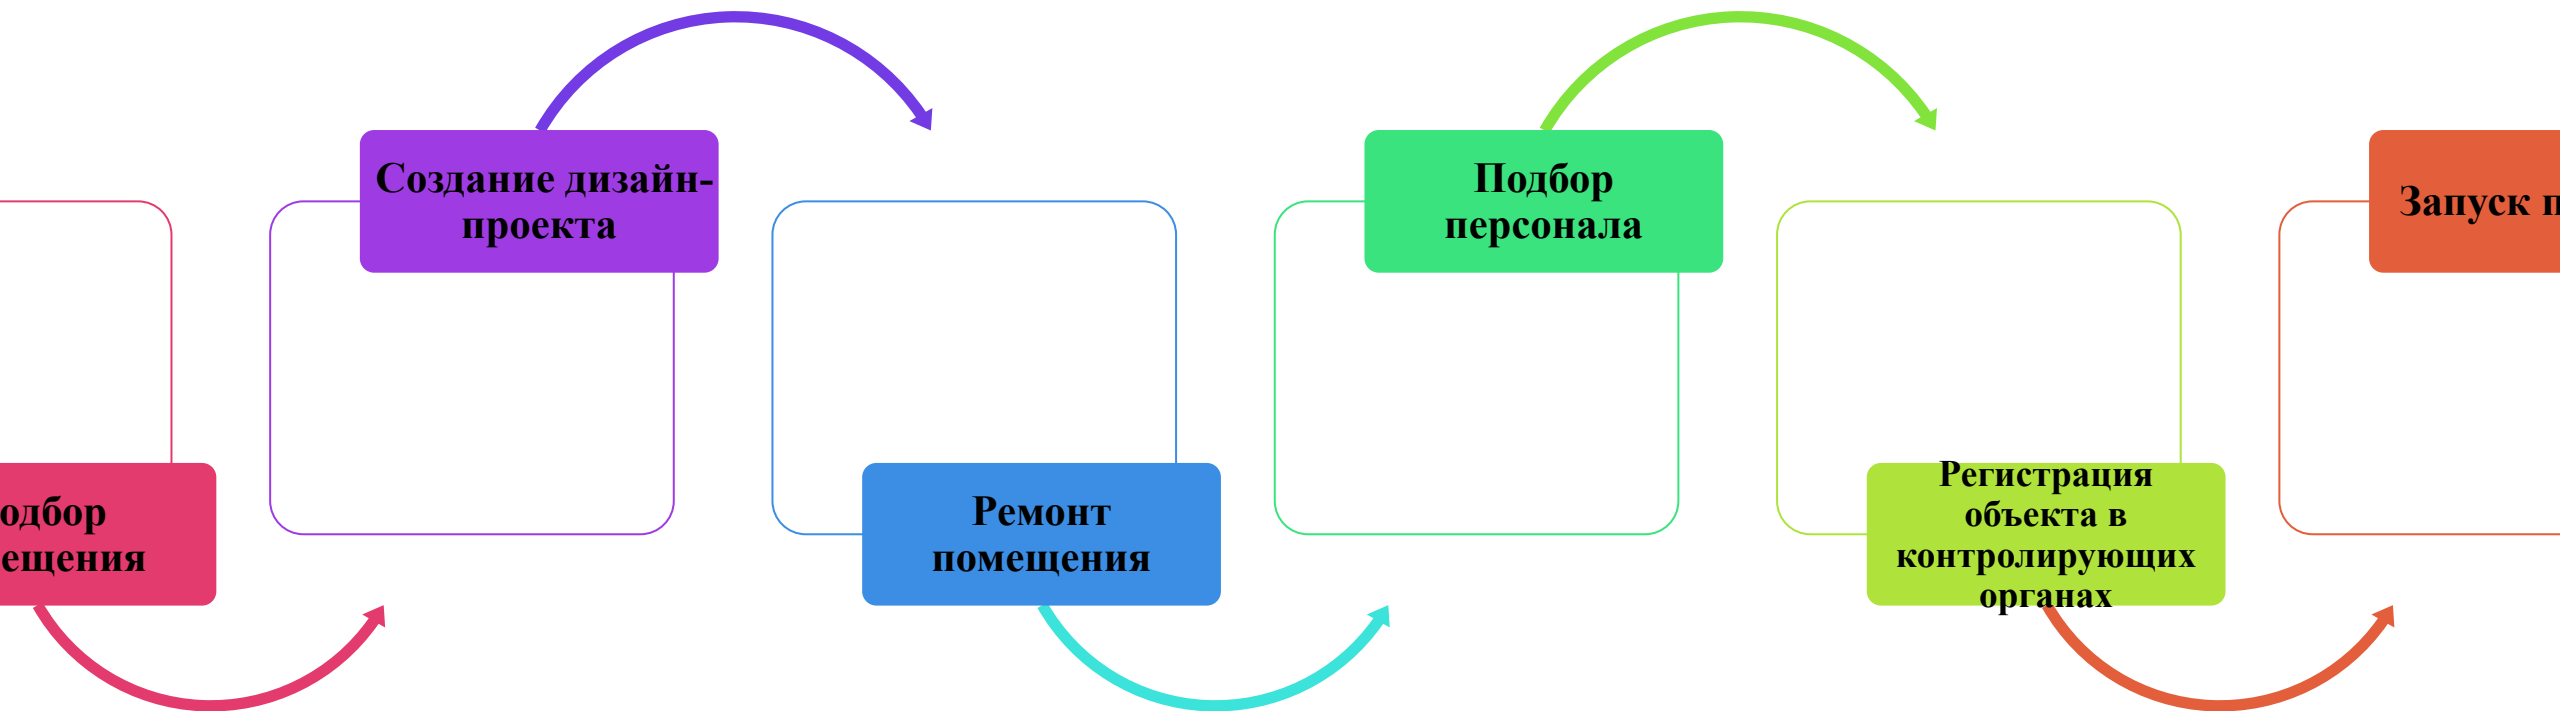 одбор
ещения
Создание дизайн-
проекта
Ремонт
помещения
Подбор
персонала
Регистрация
объекта в
контролирующих
органах
Запуск п